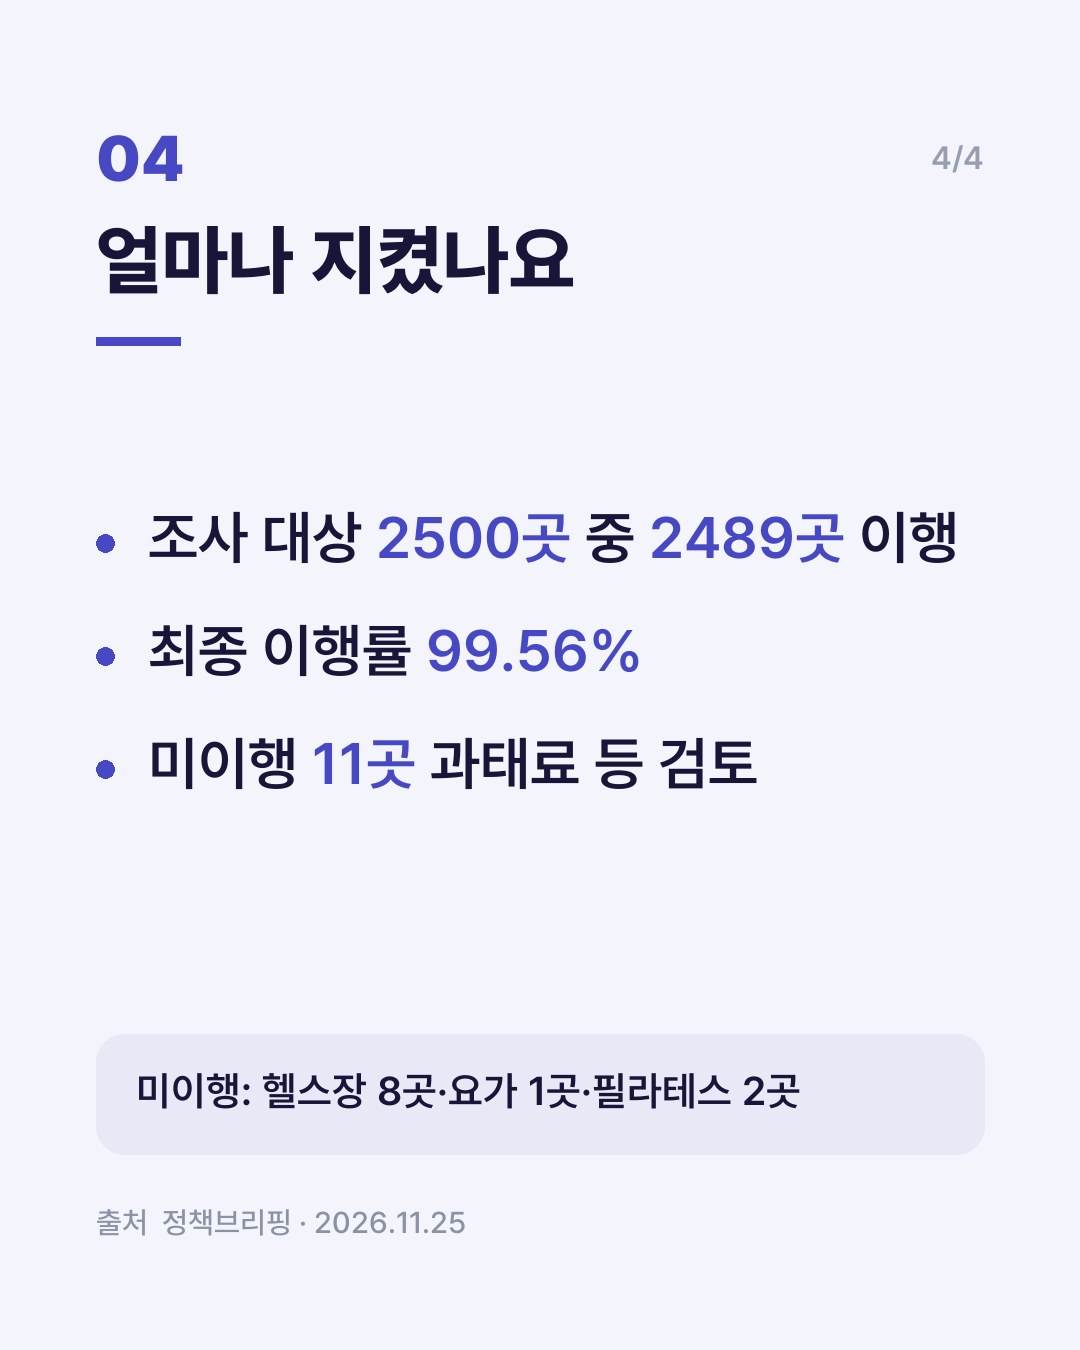 04
4/4
얼마나 지켰나요
조사 대상 2500곳 중 2489곳 이행
최종 이행률 99.56%
미이행 11곳 과태료 등 검토
미이행: 헬스장 8곳·요가 1곳·필라테스 2곳
출처 정책브리핑 · 2026.11.25